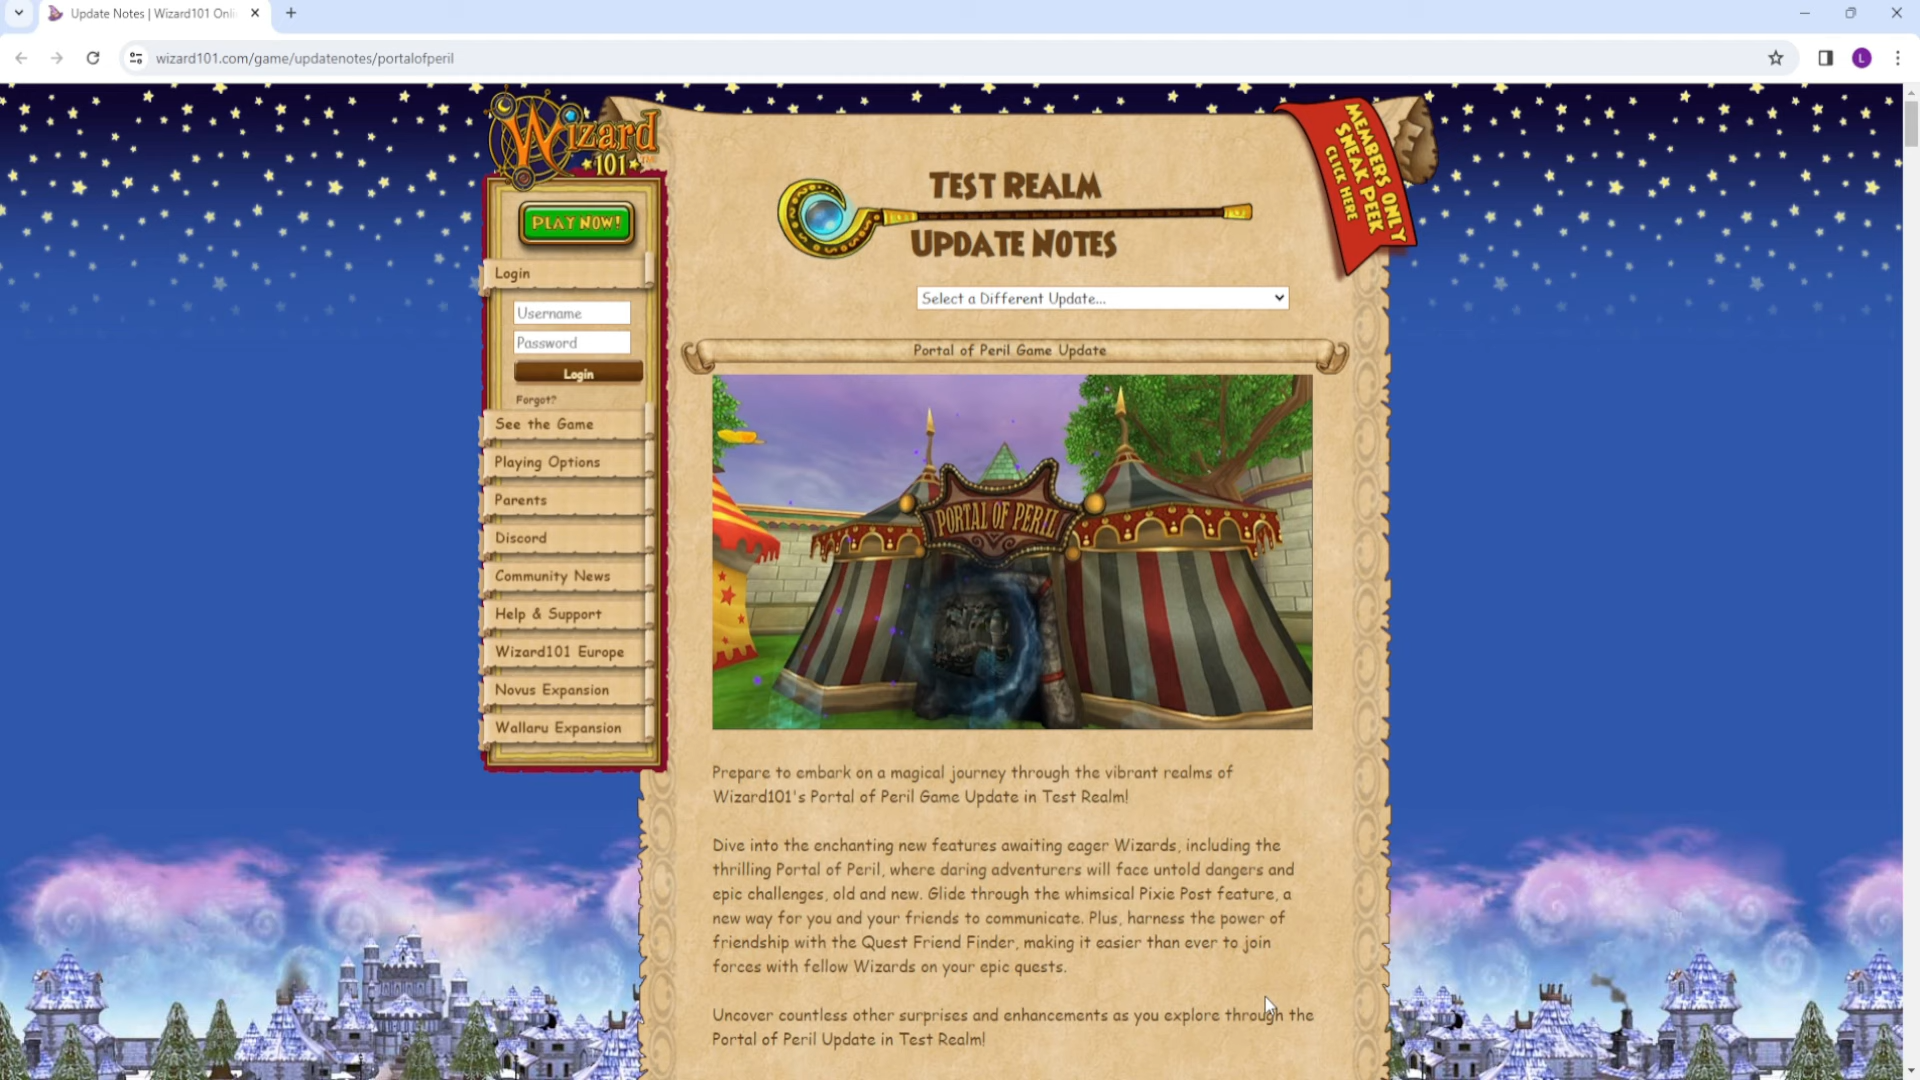 Update Notes | Wizard101 Onli
wizard101.com/game/updatenotes/portalofperil
L
Wizard
101
TM
PLAY NOW!
Login
Username
Password
Login
Forgot?
See the Game
Playing Options
Parents
Discord
Community News
Help & Support
Wizard101 Europe
Novus Expansion
Wallaru Expansion
TEST REALM
UPDATE NOTES
MEMBERS ONLY
SNEAK PEEK
CLICK HERE
Select a Different Update...
Portal of Peril Game Update
PORTAL OF PERIL
Prepare to embark on a magical journey through the vibrant realms of
Wizard101's Portal of Peril Game Update in Test Realm!
Dive into the enchanting new features awaiting eager Wizards, including the
thrilling Portal of Peril, where daring adventurers will face untold dangers and
epic challenges, old and new. Glide through the whimsical Pixie Post feature, a
new way for you and your friends to communicate. Plus, harness the power of
friendship with the Quest Friend Finder, making it easier than ever to join
forces with fellow Wizards on your epic quests.
Uncover countless other surprises and enhancements as you explore through the
Portal of Peril Update in Test Realm!